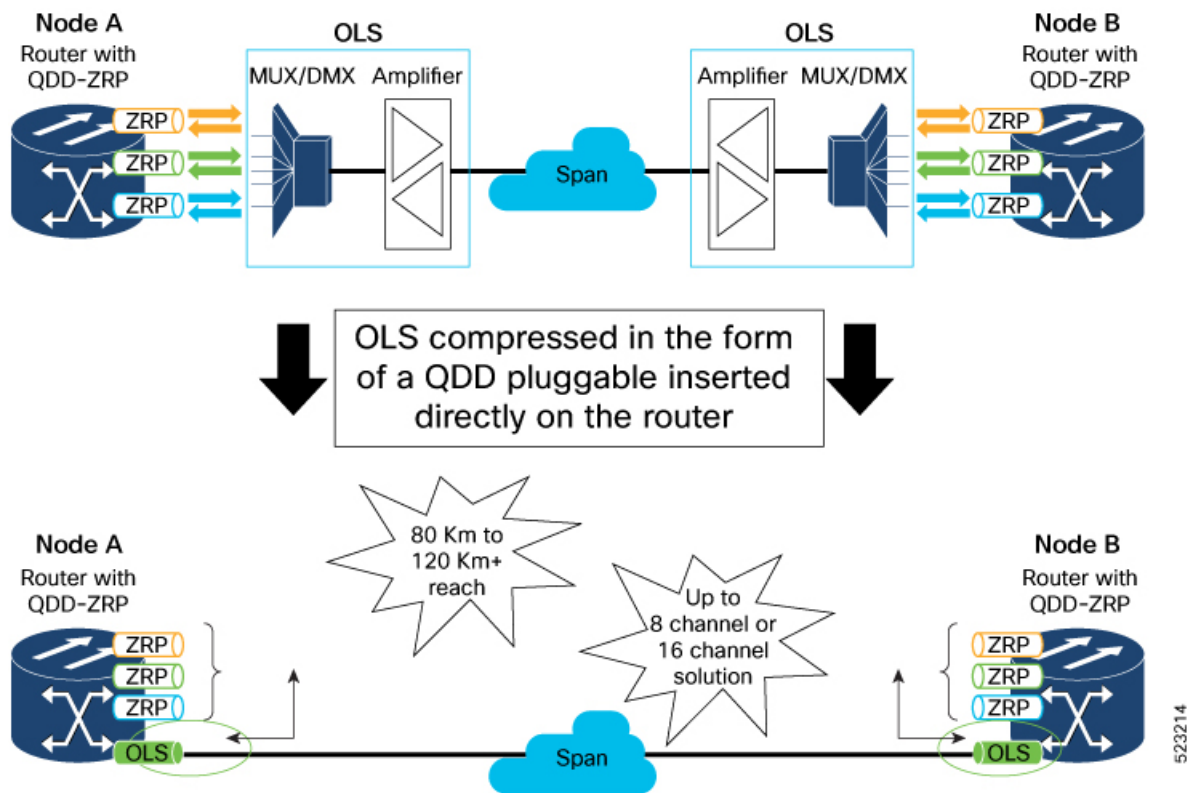 Node A
Router with
QDD-ZRP
OLS
OLS
Node B
Router with
QDD-ZRP
MUX/DMX
Amplifier
Amplifier
MUX/DMX
ZRP
ZRP
ZRP
Span
ZRP
ZRP
ZRP
OLS compressed in the form
of a QDD pluggable inserted
directly on the router
80 Km to
120 Km+
reach
Up to
8 channel or
16 channel
solution
Node A
Router with
QDD-ZRP
ZRP
ZRP
ZRP
OLS
Span
Node B
Router with
QDD-ZRP
ZRP
ZRP
ZRP
OLS
523214